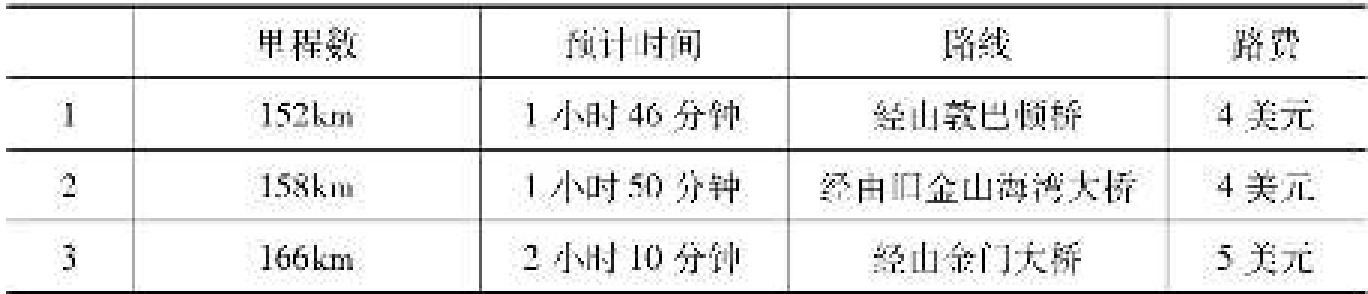 里程数 预计时间 路线 路费
1 152km 1 小时 46 分钟 经由敦巴顿桥 4 美元
2 158km 1 小时 50 分钟 经由旧金山海湾大桥 4 美元
3 166km 2 小时 10 分钟 经由金门大桥 5 美元